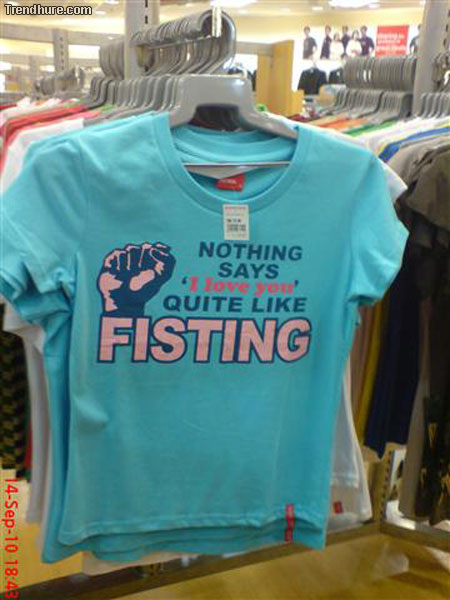 Trendhure.com
NOTHING
SAYS
'I love you'
QUITE LIKE
FISTING
14-Sep-10 18:43